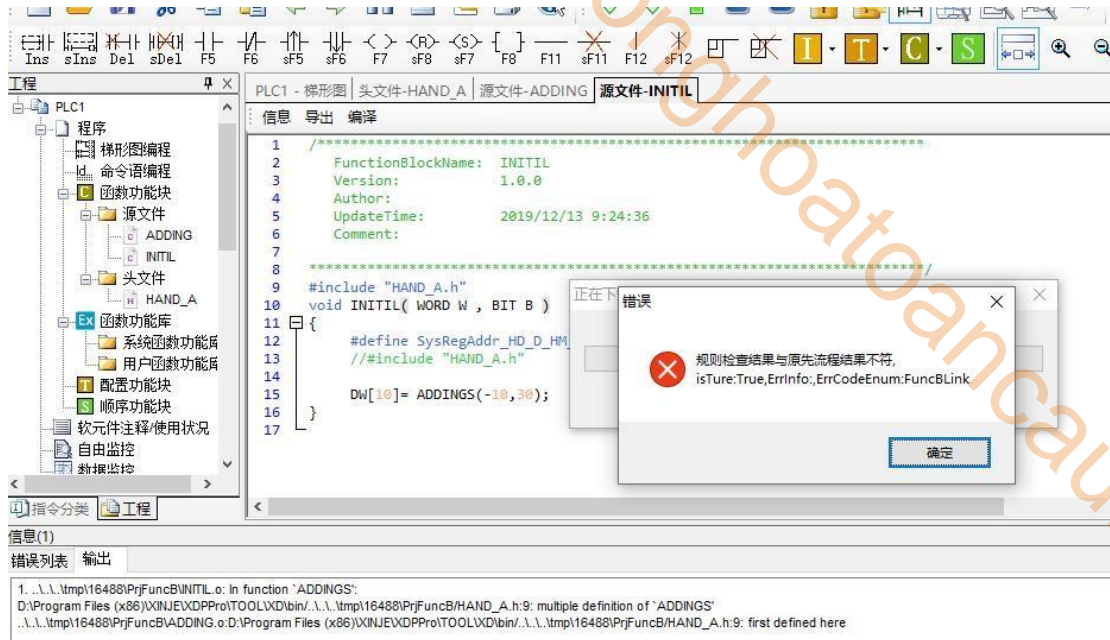 Ins sIns Del sDel F5 F6 sF5 sF6 F7 sF8 sF7 F8 F11 sF11 F12 sF12 I T C S
工程
PLC1
程序
梯形图编程
命令语编程
函数功能块
源文件
ADDING
INITIL
头文件
HAND_A
函数功能库
系统函数功能库
用户函数功能库
配置功能块
顺序功能块
软元件注释/使用状况
自由监控
数据监控
指令分类 工程
PLC1 - 梯形图 头文件-HAND_A 源文件-ADDING 源文件-INITIL
信息 导出 编译
1 /**************************************************************************
2 FunctionBlockName: INITIL
3 Version: 1.0.0
4 Author:
5 UpdateTime: 2019/12/13 9:24:36
6 Comment:
7
8 **************************************************************************/
9 #include "HAND_A.h"
10 void INITIL( WORD W , BIT B )
11 {
12 #define SysRegAddr_HD_D_HM_
13 //#include "HAND_A.h"
14
15 DW[10]= ADDINGS(-10,30);
16 }
17
正在下
错误
规则检查结果与原先流程结果不符,
isTure:True,ErrInfo:,ErrCodeEnum:FuncBLink
确定
信息(1)
错误列表 输出
1. ..\..\..\tmp\16488\PrjFuncB\INITIL.o: In function `ADDINGS':
D:\Program Files (x86)\XINJE\XDPPro\TOOL\XD\bin/..\..\..\tmp\16488\PrjFuncB/HAND_A.h:9: multiple definition of `ADDINGS'
..\..\..\tmp\16488\PrjFuncB\ADDING.o:D:\Program Files (x86)\XINJE\XDPPro\TOOL\XD\bin/..\..\..\tmp\16488\PrjFuncB/HAND_A.h:9: first defined here
onghoatoancau